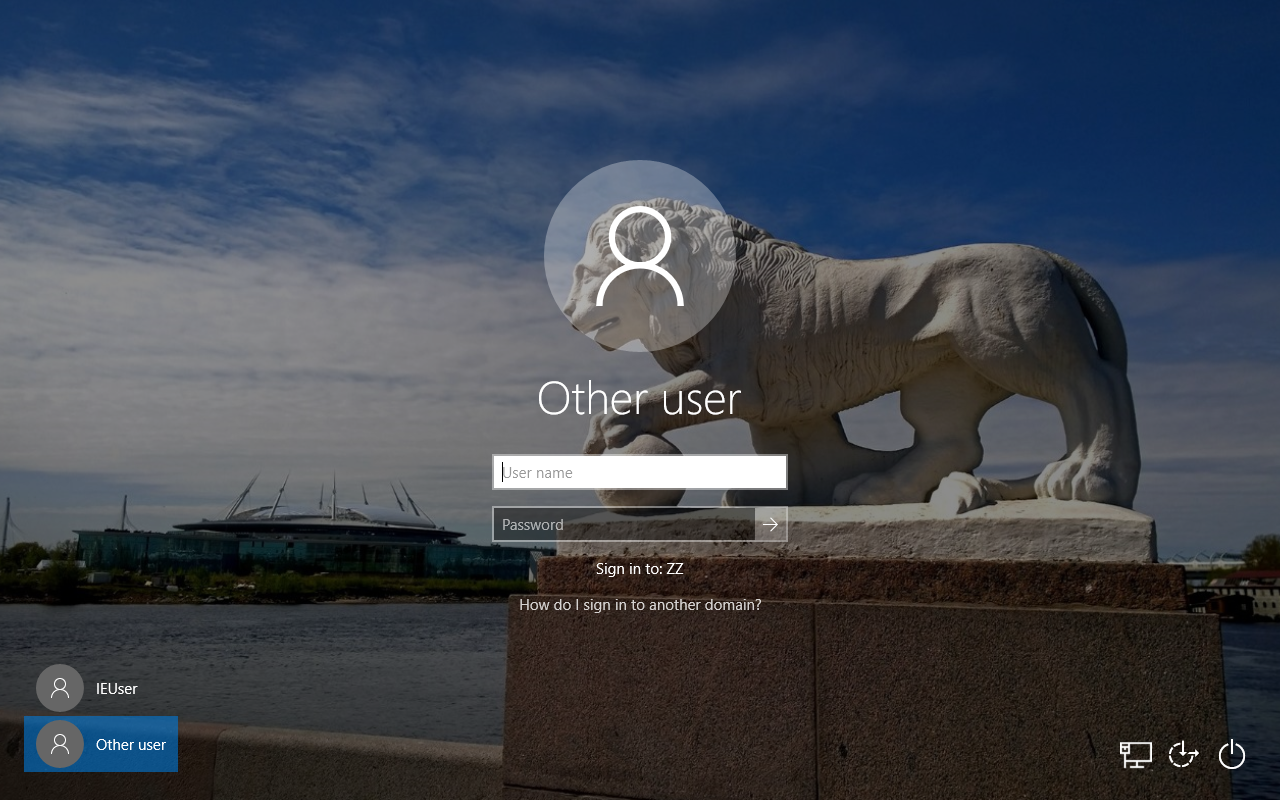 Other user
User name
Password
Sign in to: ZZ
How do I sign in to another domain?
IEUser
Other user